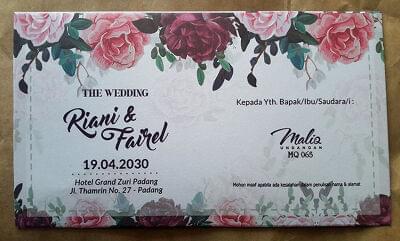 THE WEDDING
Riani &
Fairel
19.04.2030
Hotel Grand Zuri Padang
Jl. Thamrin No. 27 - Padang
Kepada Yth. Bapak/Ibu/Saudara/i :
Maliq
UNDANGAN
MQ 065
Mohon maaf apabila ada kesalahan dalam penulisan nama & alamat